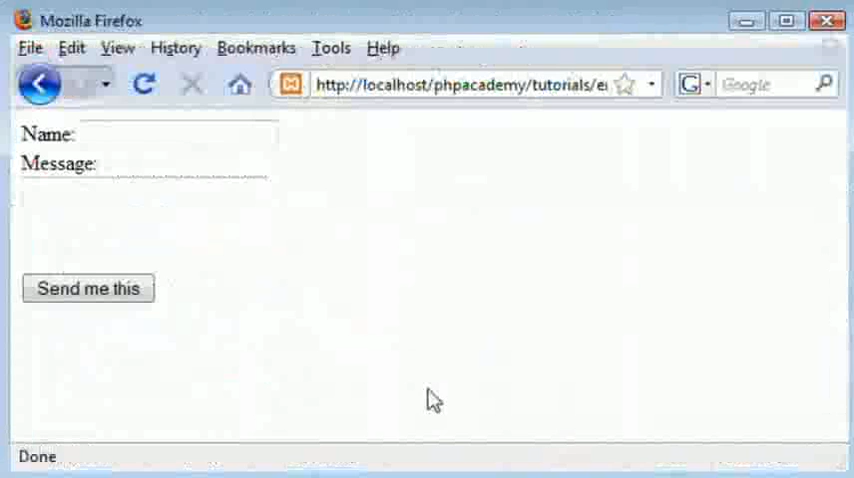 Mozilla Firefox
File Edit View History Bookmarks Tools Help
http://localhost/phpacademy/tutorials/e G Google
Name:
Message:
Send me this
Done